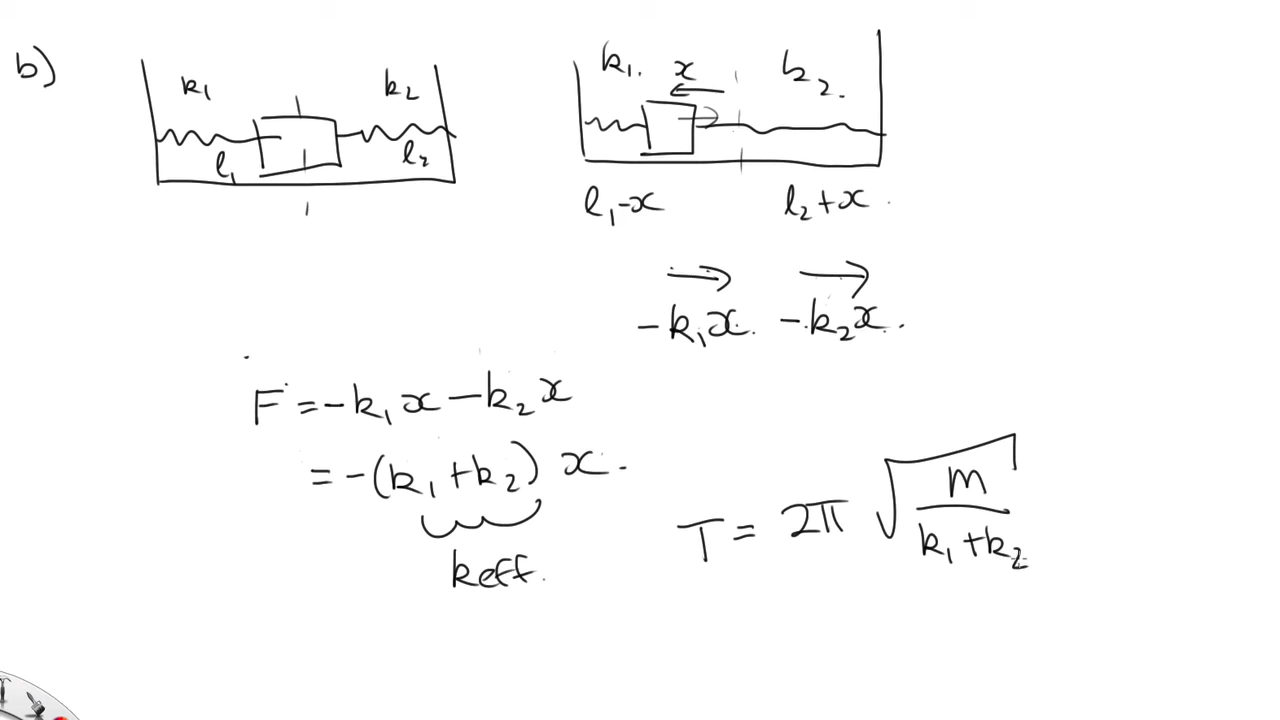 b)
k₁ k₂
l₁ l₂
k₁. x k₂.
l₁-x l₂+x.
-k₁x. -k₂x.
F = -k₁x - k₂x
= -(k₁+k₂) x.
keff.
T = 2π √(m/(k₁+k₂))